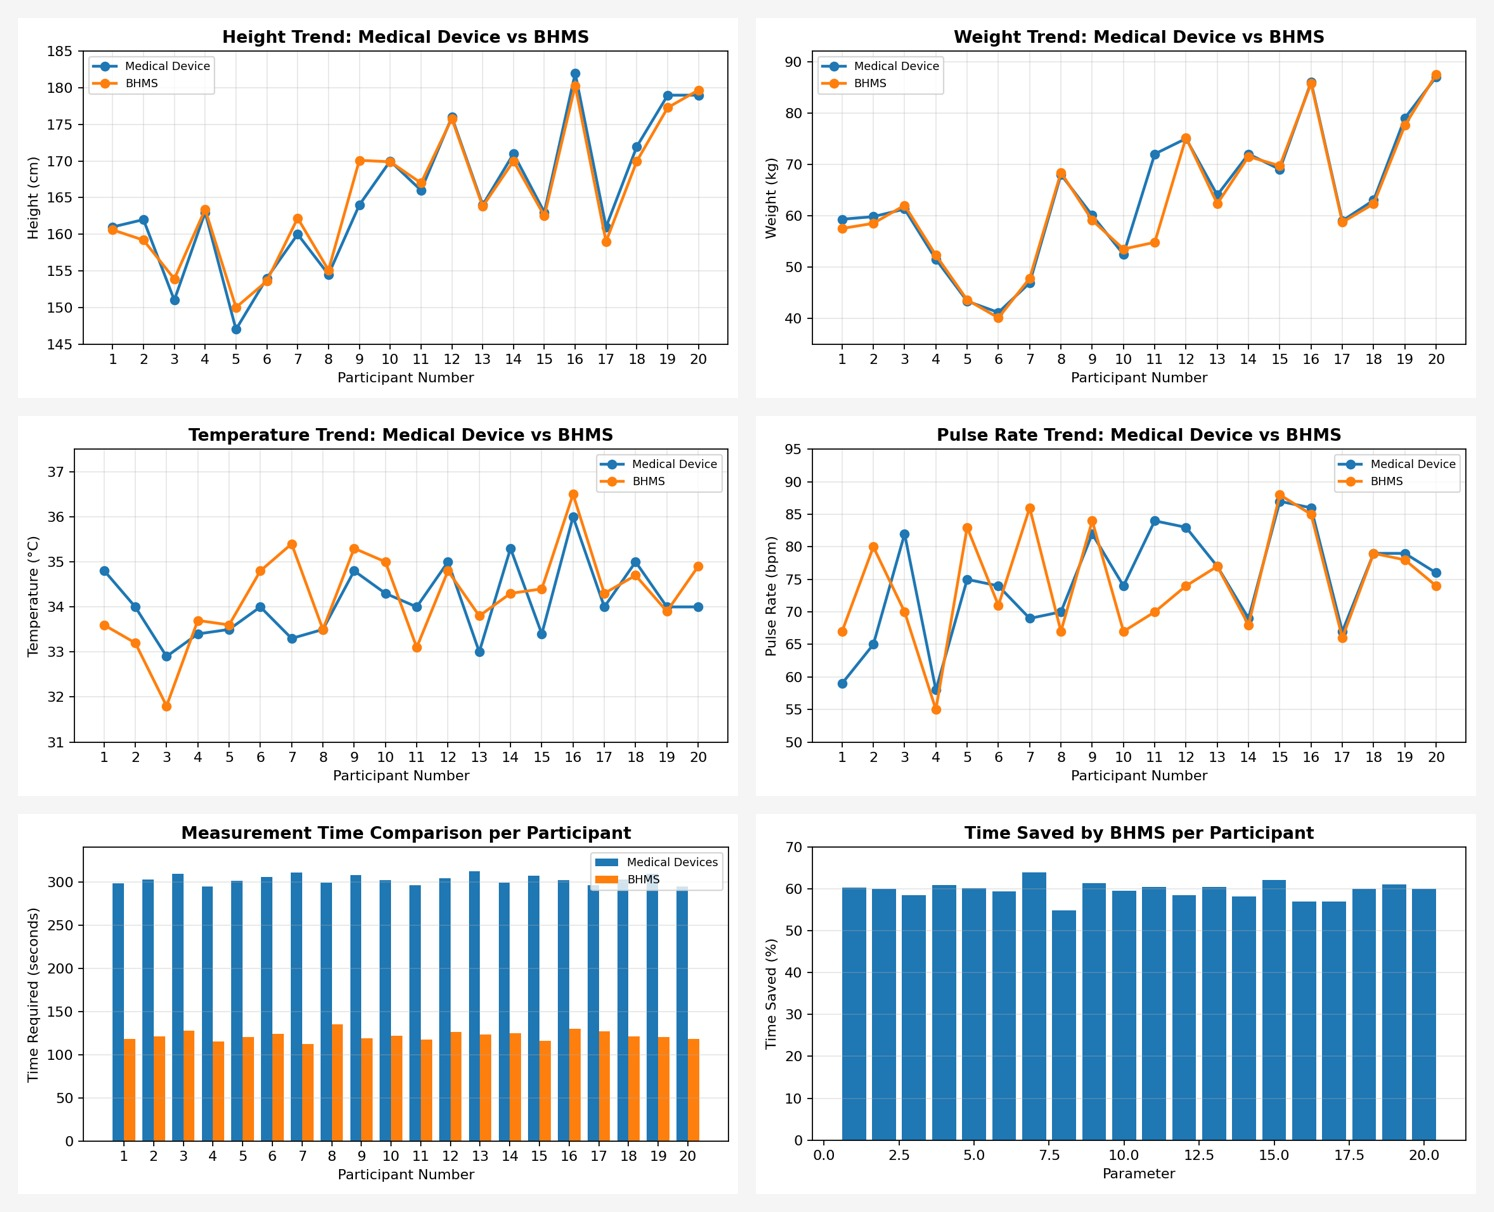 Height Trend: Medical Device vs BHMS
Medical Device
BHMS
185
180
175
170
165
160
155
150
145
Height (cm)
1 2 3 4 5 6 7 8 9 10 11 12 13 14 15 16 17 18 19 20
Participant Number
Weight Trend: Medical Device vs BHMS
Medical Device
BHMS
90
80
70
60
50
40
Weight (kg)
1 2 3 4 5 6 7 8 9 10 11 12 13 14 15 16 17 18 19 20
Participant Number
Temperature Trend: Medical Device vs BHMS
Medical Device
BHMS
37
36
35
34
33
32
31
Temperature (°C)
1 2 3 4 5 6 7 8 9 10 11 12 13 14 15 16 17 18 19 20
Participant Number
Pulse Rate Trend: Medical Device vs BHMS
Medical Device
BHMS
95
90
85
80
75
70
65
60
55
50
Pulse Rate (bpm)
1 2 3 4 5 6 7 8 9 10 11 12 13 14 15 16 17 18 19 20
Participant Number
Measurement Time Comparison per Participant
Medical Devices
BHMS
300
250
200
150
100
50
0
Time Required (seconds)
1 2 3 4 5 6 7 8 9 10 11 12 13 14 15 16 17 18 19 20
Participant Number
Time Saved by BHMS per Participant
70
60
50
40
30
20
10
0
Time Saved (%)
0.0 2.5 5.0 7.5 10.0 12.5 15.0 17.5 20.0
Parameter